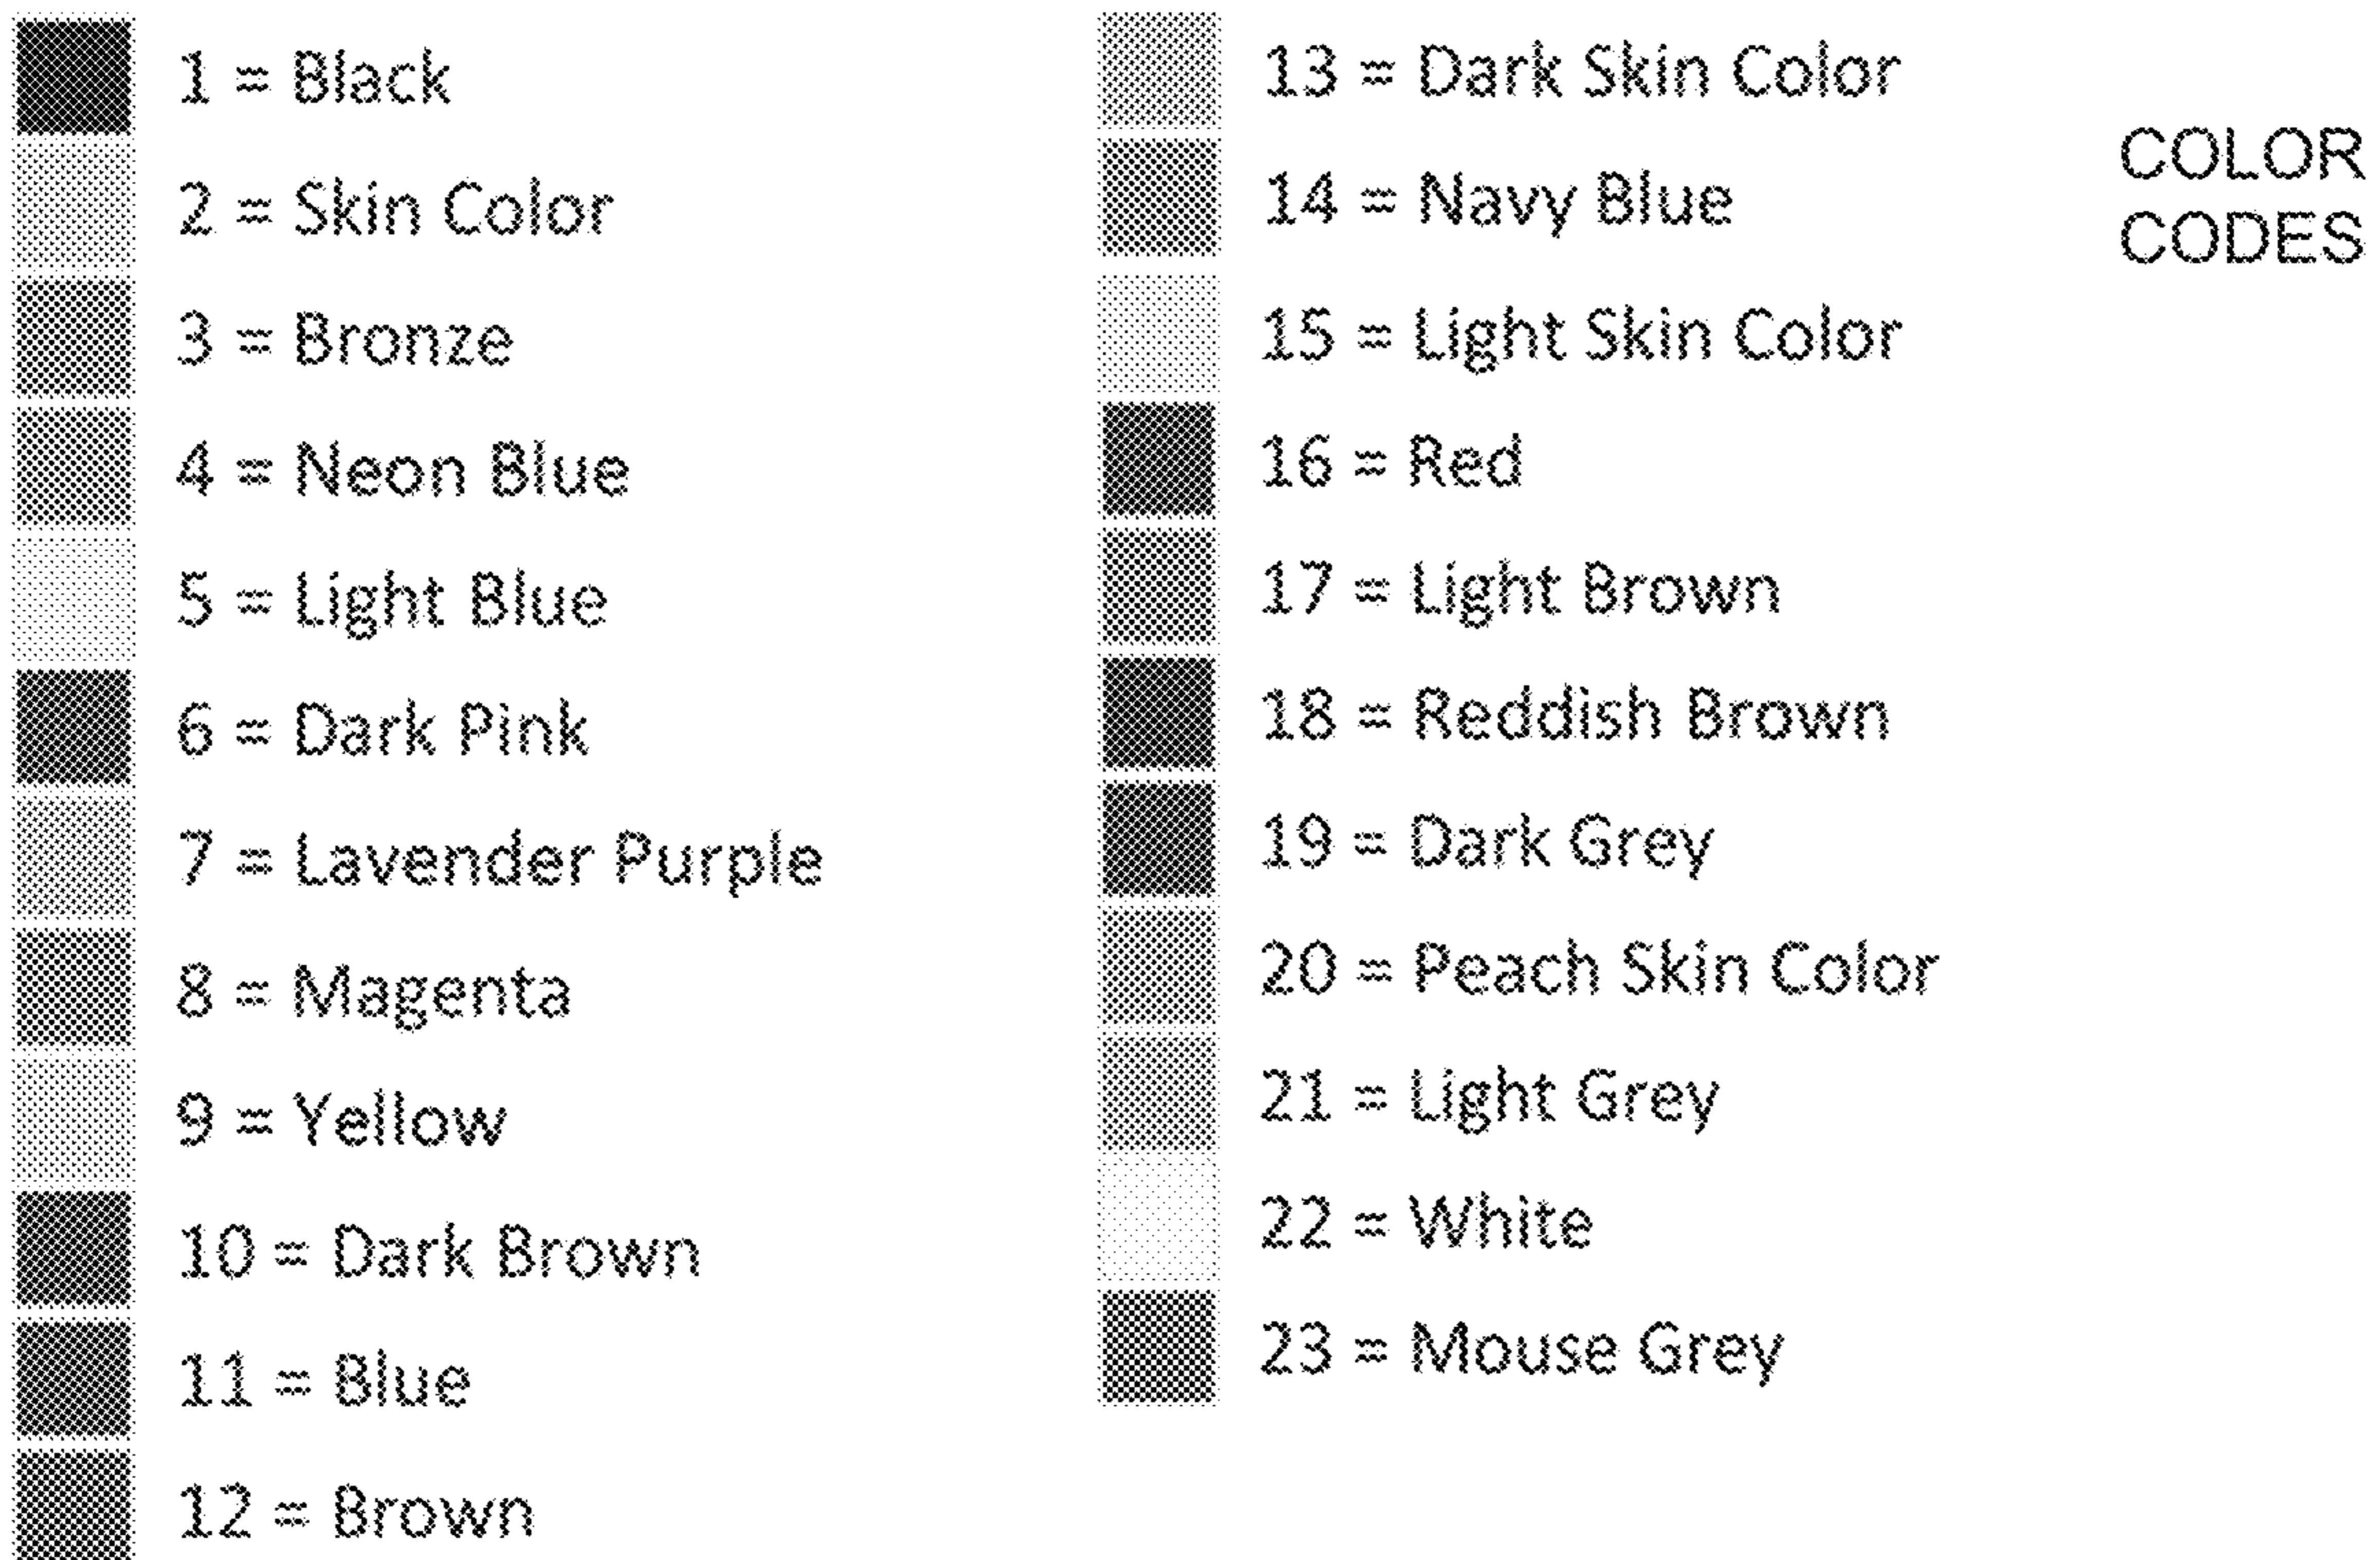 1 = Black
2 = Skin Color
3 = Bronze
4 = Neon Blue
5 = Light Blue
6 = Dark Pink
7 = Lavender Purple
8 = Magenta
9 = Yellow
10 = Dark Brown
11 = Blue
12 = Brown
13 = Dark Skin Color
14 = Navy Blue
15 = Light Skin Color
16 = Red
17 = Light Brown
18 = Reddish Brown
19 = Dark Grey
20 = Peach Skin Color
21 = Light Grey
22 = White
23 = Mouse Grey
COLOR
CODES